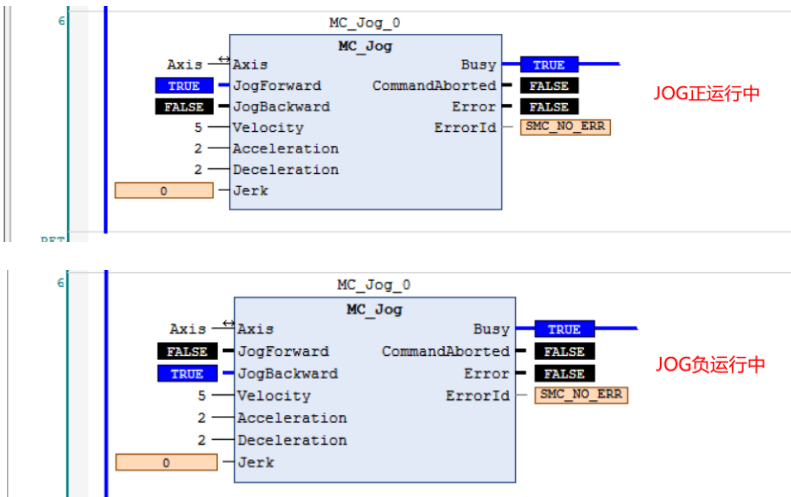 6
MC_Jog_0
MC_Jog
Axis Axis Busy TRUE
TRUE JogForward CommandAborted FALSE
FALSE JogBackward Error FALSE
5 Velocity ErrorId SMC_NO_ERR
2 Acceleration
2 Deceleration
0 Jerk
JOG正运行中
RET
6
MC_Jog_0
MC_Jog
Axis Axis Busy TRUE
FALSE JogForward CommandAborted FALSE
TRUE JogBackward Error FALSE
5 Velocity ErrorId SMC_NO_ERR
2 Acceleration
2 Deceleration
0 Jerk
JOG负运行中